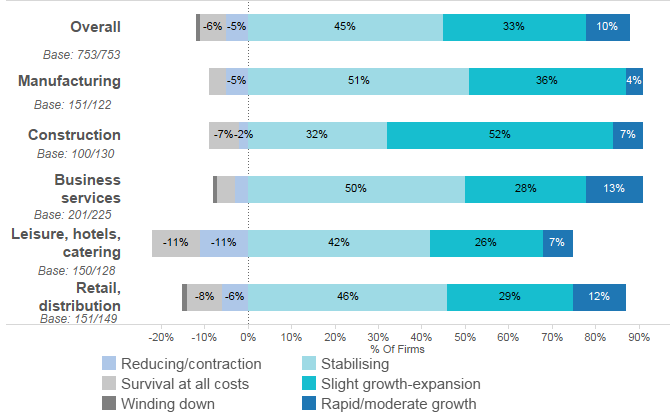 Overall -6% -5% 45% 33% 10%
Base: 753/753
Manufacturing -5% 51% 36% 4%
Base: 151/122
Construction -7% -2% 32% 52% 7%
Base: 100/130
Business
services 50% 28% 13%
Base: 201/225
Leisure, hotels,
catering -11% -11% 42% 26% 7%
Base: 150/128
Retail,
distribution -8% -6% 46% 29% 12%
Base: 151/149
-20% -10% 0% 10% 20% 30% 40% 50% 60% 70% 80% 90%
% Of Firms
Reducing/contraction Stabilising
Survival at all costs Slight growth-expansion
Winding down Rapid/moderate growth